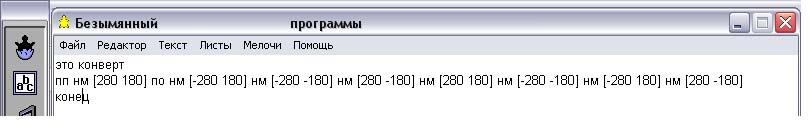 Безымянный программы
Файл Редактор Текст Листы Мелочи Помощь
это конверт
пп нм [280 180] по нм [-280 180] нм [-280 -180] нм [280 -180] нм [280 180] нм [-280 -180] нм [-280 180] нм [280 -180]
конец
a b c